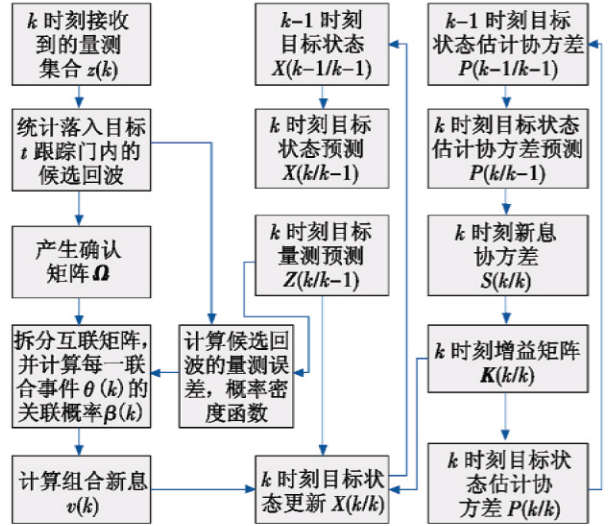 k 时刻接收
到的量测
集合 z(k)
统计落入目标
t 跟踪门内的
候选回波
产生确认
矩阵 Ω
拆分互联矩阵,
并计算每一联
合事件 θ(k) 的
关联概率 β(k)
计算组合新息
v(k)
计算候选回
波的量测误
差，概率密
度函数
k-1 时刻
目标状态
X(k-1/k-1)
k 时刻目标
状态预测
X(k/k-1)
k 时刻目标
量测预测
Z(k/k-1)
k 时刻目标状
态更新 X(k/k)
k-1 时刻目标
状态估计协方差
P(k-1/k-1)
k 时刻目标状态
估计协方差预测
P(k/k-1)
k 时刻新息
协方差
S(k/k)
k 时刻增益矩阵
K(k/k)
k 时刻目标状
态估计协
方差 P(k/k)